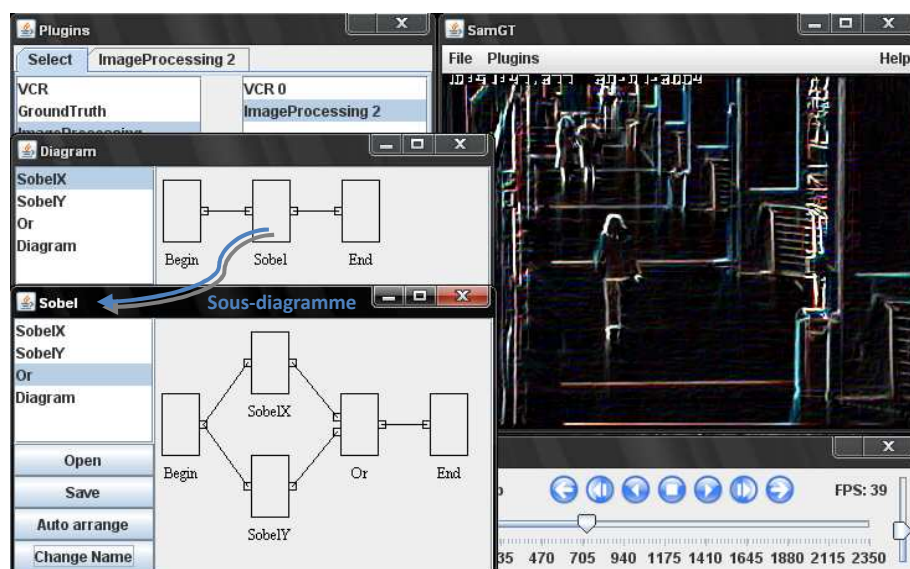 Plugins
Select ImageProcessing 2
VCR
GroundTruth
ImageProcessing
VCR 0
ImageProcessing 2
SamGT
File Plugins Help
Diagram
SobelX
SobelY
Or
Diagram
Begin Sobel End
Sobel
Sous-diagramme
SobelX
SobelY
Or
Diagram
Open
Save
Auto arrange
Change Name
SobelX
Begin Or End
SobelY
FPS: 39
470 705 940 1175 1410 1645 1880 2115 2350